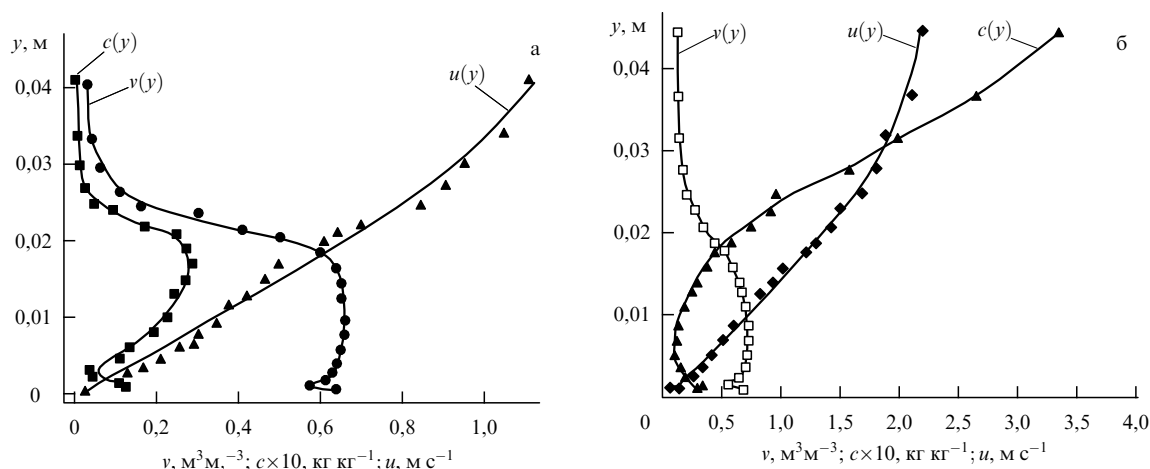 y, м
c(y)
v(y)
u(y)
а
0,04
0,03
0,02
0,01
0
0
0,2
0,4
0,6
0,8
1,0
v, м³м,⁻³; c×10, кг кг⁻¹; u, м с⁻¹
y, м
v(y)
u(y)
c(y)
б
0,04
0,03
0,02
0,01
0
0,5
1,0
1,5
2,0
2,5
3,0
3,5
4,0
v, м³м⁻³; c×10, кг кг⁻¹; u, м с⁻¹